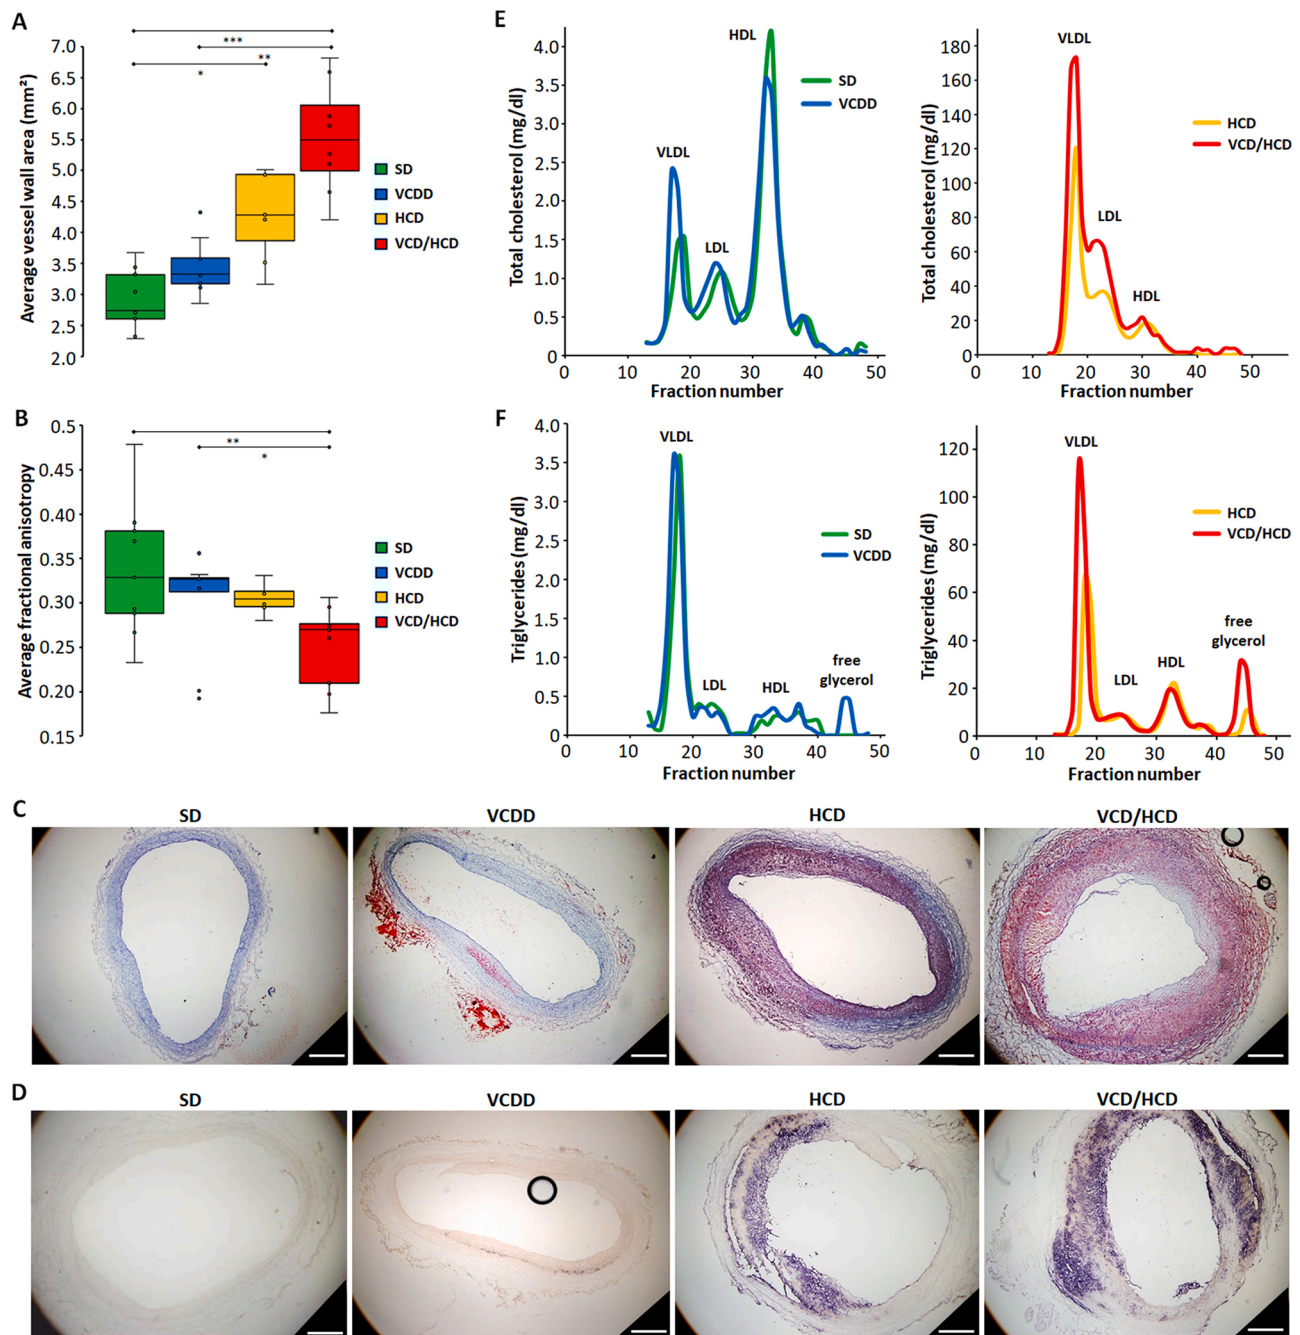 A
Average vessel wall area (mm²)
7.0
6.5
6.0
5.5
5.0
4.5
4.0
3.5
3.0
2.5
2.0
***
**
*
SD
VCDD
HCD
VCD/HCD
B
Average fractional anisotropy
0.5
0.45
0.40
0.35
0.30
0.25
0.20
0.15
**
*
SD
VCDD
HCD
VCD/HCD
E
Total cholesterol (mg/dl)
4.0
3.5
3.0
2.5
2.0
1.5
1.0
0.5
0
VLDL
LDL
HDL
SD
VCDD
0 10 20 30 40 50
Fraction number
Total cholesterol (mg/dl)
180
160
140
120
100
80
60
40
20
0
VLDL
LDL
HDL
HCD
VCD/HCD
0 10 20 30 40 50
Fraction number
F
Triglycerides (mg/dl)
4.0
3.5
3.0
2.5
2.0
1.5
1.0
0.5
0
VLDL
LDL
HDL
free
glycerol
SD
VCDD
0 10 20 30 40 50
Fraction number
Triglycerides (mg/dl)
120
100
80
60
40
20
0
VLDL
LDL
HDL
free
glycerol
HCD
VCD/HCD
0 10 20 30 40 50
Fraction number
C
SD VCDD HCD VCD/HCD
D
SD VCDD HCD VCD/HCD